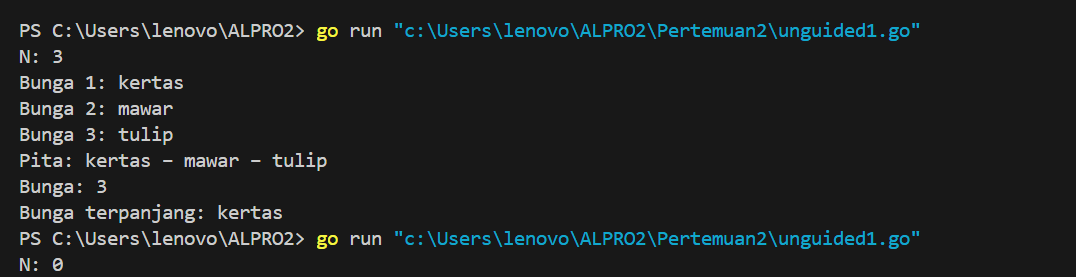 PS C:\Users\lenovo\ALPRO2> go run "c:\Users\lenovo\ALPRO2\Pertemuan2\unguided1.go"
N: 3
Bunga 1: kertas
Bunga 2: mawar
Bunga 3: tulip
Pita: kertas – mawar – tulip
Bunga: 3
Bunga terpanjang: kertas
PS C:\Users\lenovo\ALPRO2> go run "c:\Users\lenovo\ALPRO2\Pertemuan2\unguided1.go"
N: 0